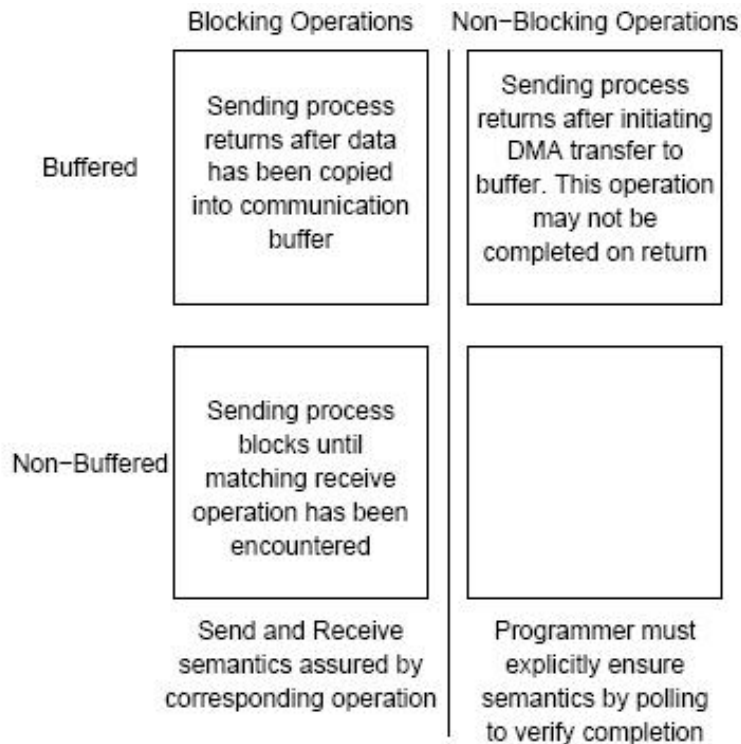 Blocking Operations
Non−Blocking Operations
Buffered
Sending process
returns after data
has been copied
into communication
buffer
Sending process
returns after initiating
DMA transfer to
buffer. This operation
may not be
completed on return
Non−Buffered
Sending process
blocks until
matching receive
operation has been
encountered
Send and Receive
semantics assured by
corresponding operation
Programmer must
explicitly ensure
semantics by polling
to verify completion